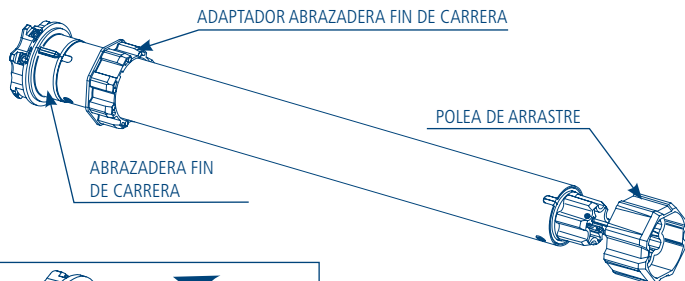 ADAPTADOR ABRAZADERA FIN DE CARRERA
POLEA DE ARRASTRE
ABRAZADERA FIN
DE CARRERA